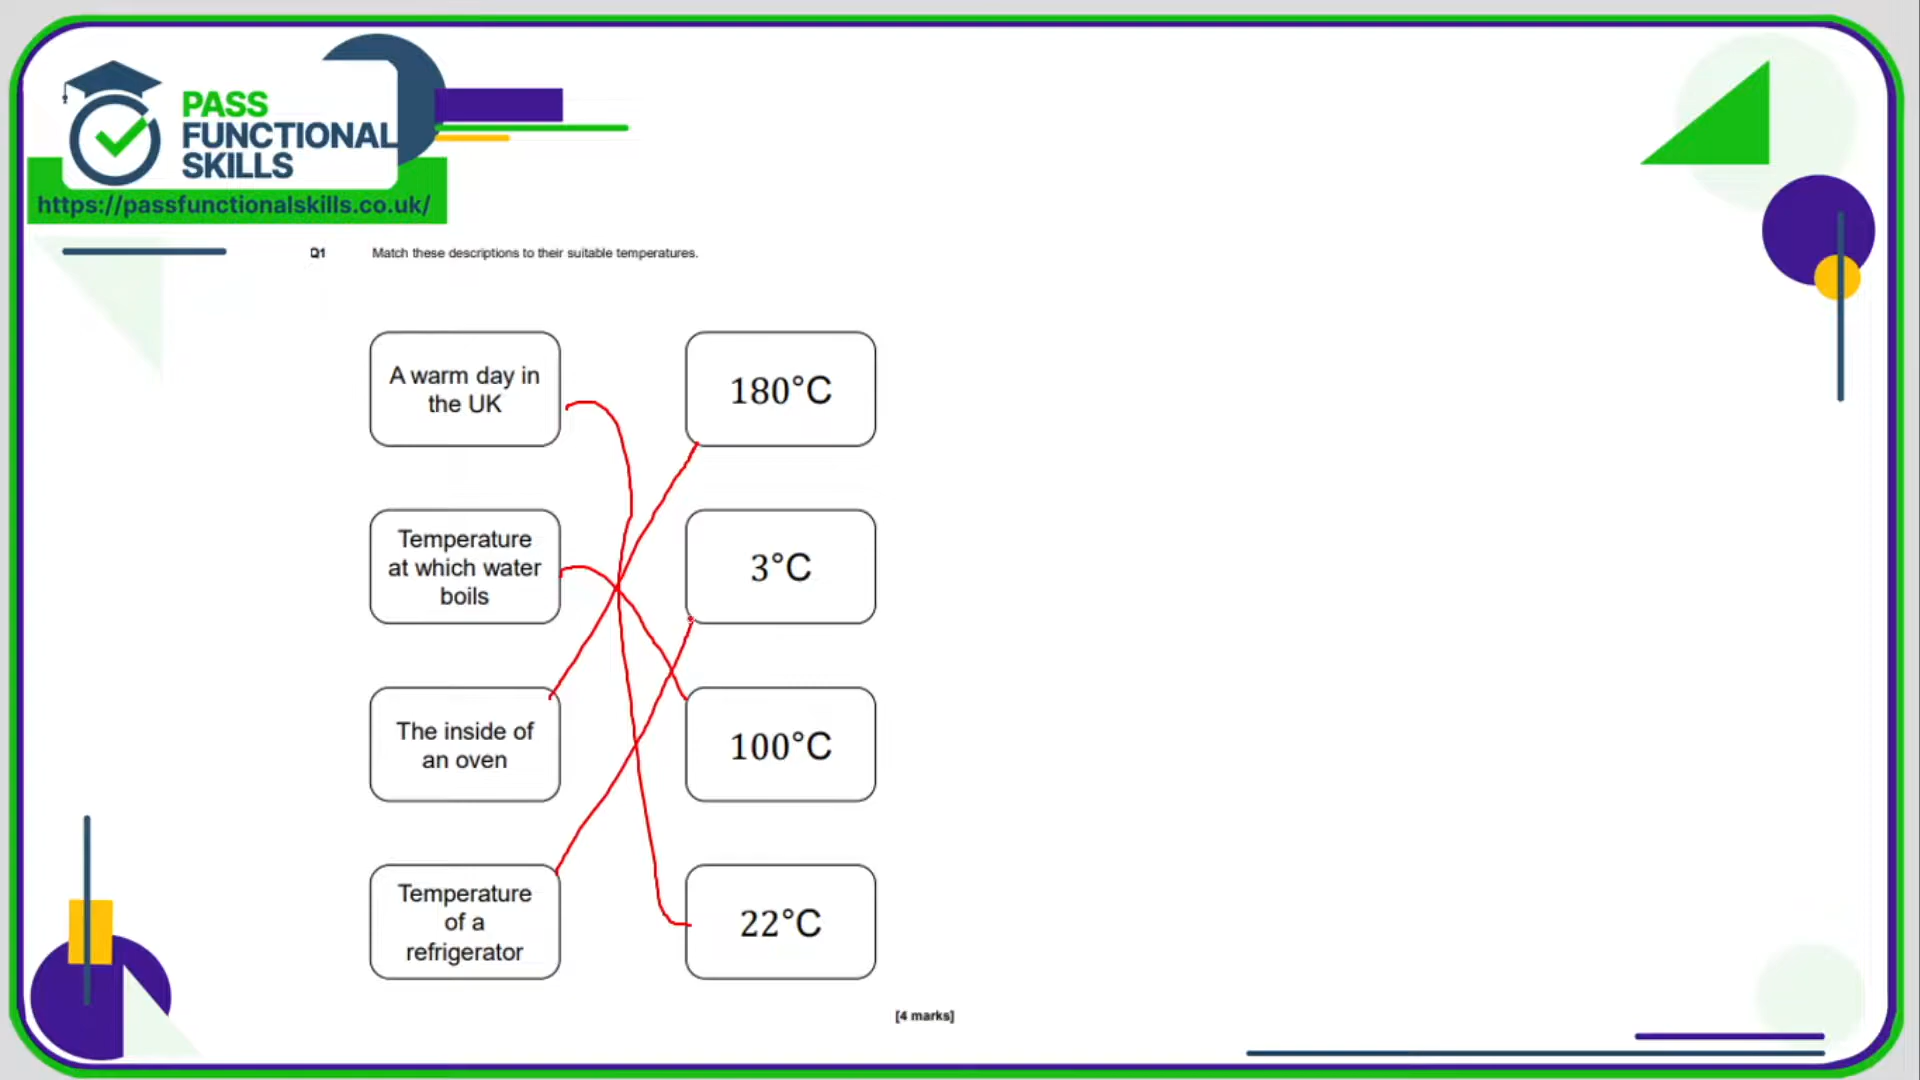 PASS
FUNCTIONAL
SKILLS
https://passfunctionalskills.co.uk/
Q1 Match these descriptions to their suitable temperatures.
A warm day in
the UK
180°C
Temperature
at which water
boils
3°C
The inside of
an oven
100°C
Temperature
of a
refrigerator
22°C
[4 marks]